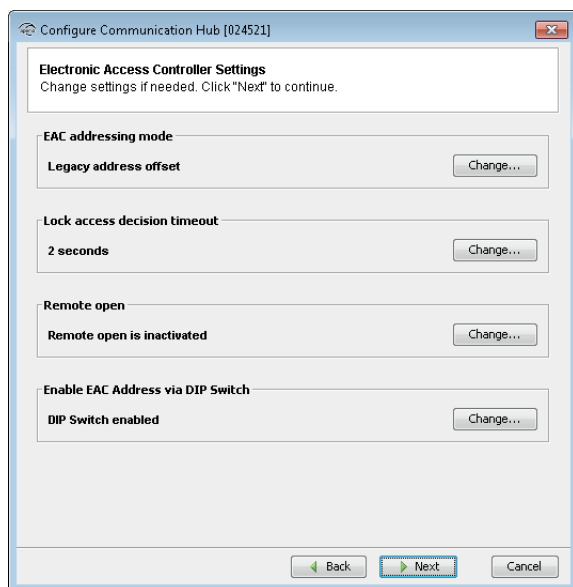 Configure Communication Hub [024521]
Electronic Access Controller Settings
Change settings if needed. Click "Next" to continue.
EAC addressing mode
Legacy address offset
Change...
Lock access decision timeout
2 seconds
Change...
Remote open
Remote open is inactivated
Change...
Enable EAC Address via DIP Switch
DIP Switch enabled
Change...
Back
Next
Cancel